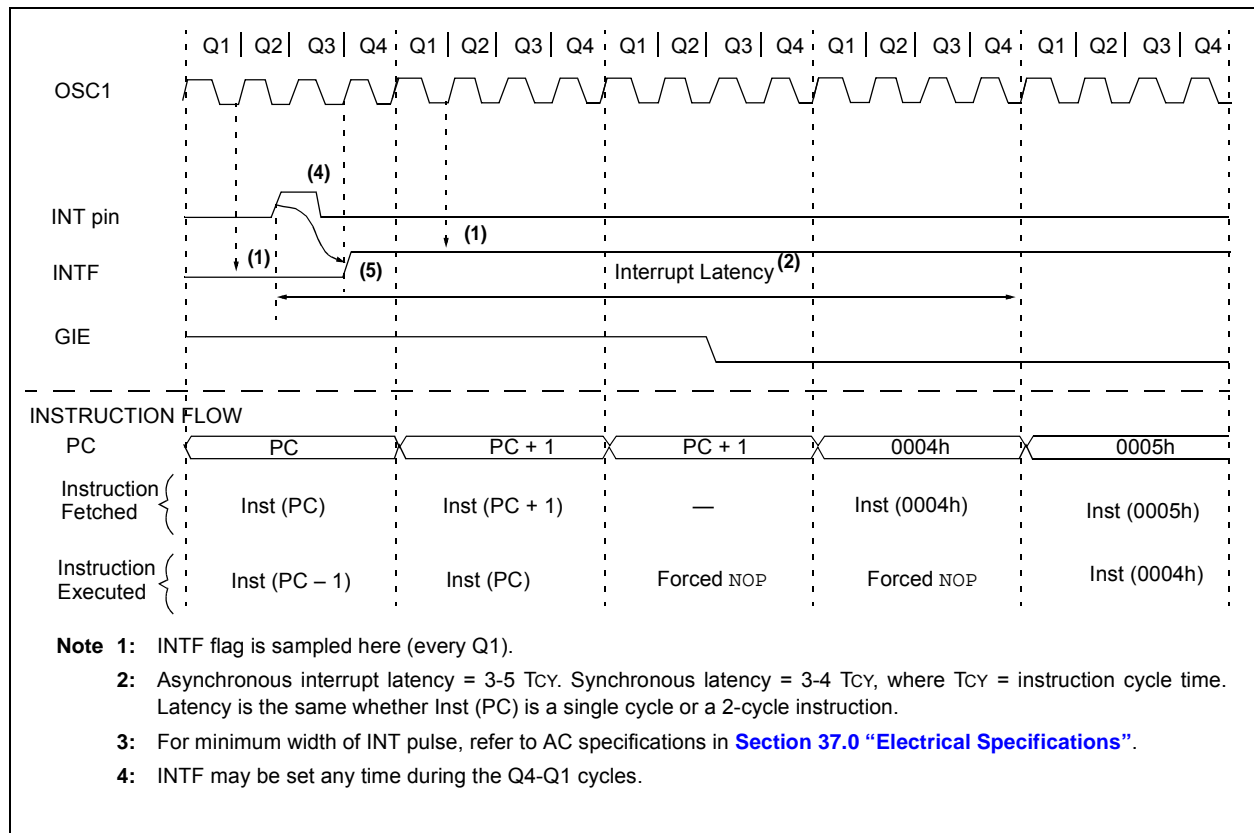 Q1 Q2 Q3 Q4 Q1 Q2 Q3 Q4 Q1 Q2 Q3 Q4 Q1 Q2 Q3 Q4 Q1 Q2 Q3 Q4
OSC1
(4)
INT pin
(1)
(1)
INTF
(5)
Interrupt Latency(2)
GIE
INSTRUCTION FLOW
PC PC PC + 1 PC + 1 0004h 0005h
Instruction
Fetched
Inst (PC) Inst (PC + 1) — Inst (0004h) Inst (0005h)
Instruction
Executed
Inst (PC – 1) Inst (PC) Forced NOP Forced NOP Inst (0004h)
Note 1: INTF flag is sampled here (every Q1).
2: Asynchronous interrupt latency = 3-5 TCY. Synchronous latency = 3-4 TCY, where TCY = instruction cycle time.
Latency is the same whether Inst (PC) is a single cycle or a 2-cycle instruction.
3: For minimum width of INT pulse, refer to AC specifications in Section 37.0 “Electrical Specifications”.
4: INTF may be set any time during the Q4-Q1 cycles.